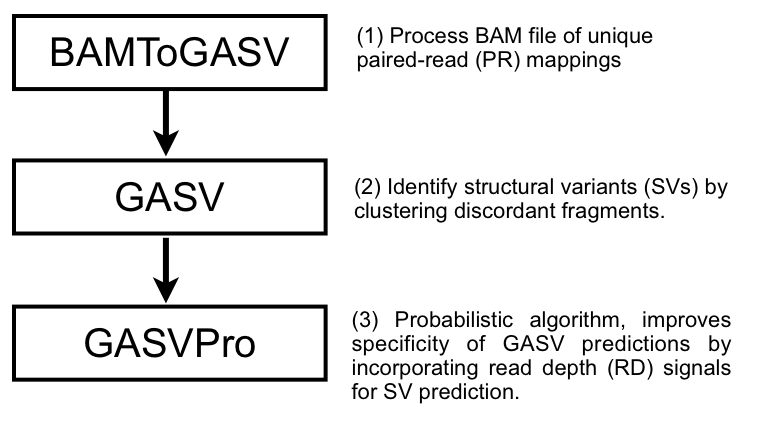 BAMToGASV
(1) Process BAM file of unique
paired-read (PR) mappings
GASV
(2) Identify structural variants (SVs) by
clustering discordant fragments.
GASVPro
(3) Probabilistic algorithm, improves
specificity of GASV predictions by
incorporating read depth (RD) signals
for SV prediction.